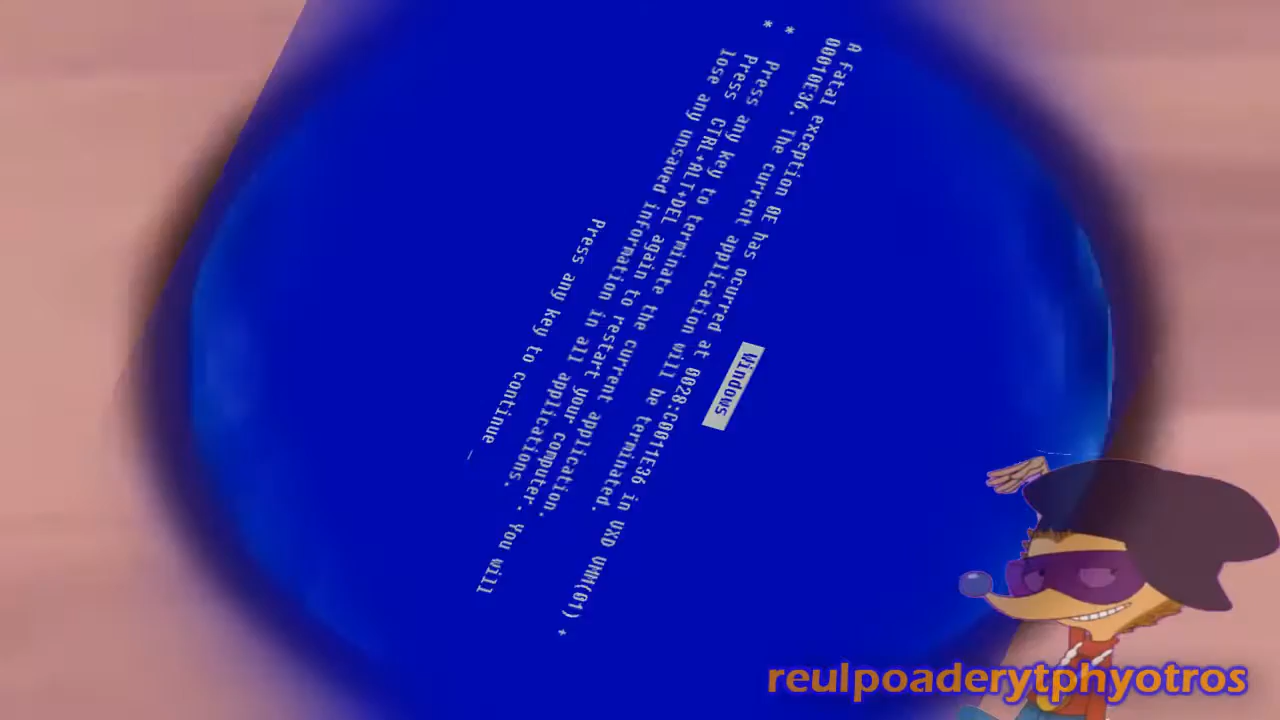 Windows
A fatal exception 0E has ocurred at 0028:C0011E36 in VXD VMM(01) +
00010E36. The current application will be terminated.
* Press any key to terminate the current application.
* Press CTRL+ALT+DEL again to restart your computer. You will
lose any unsaved information in all applications.
Press any key to continue _
reulpoaderytphyotros